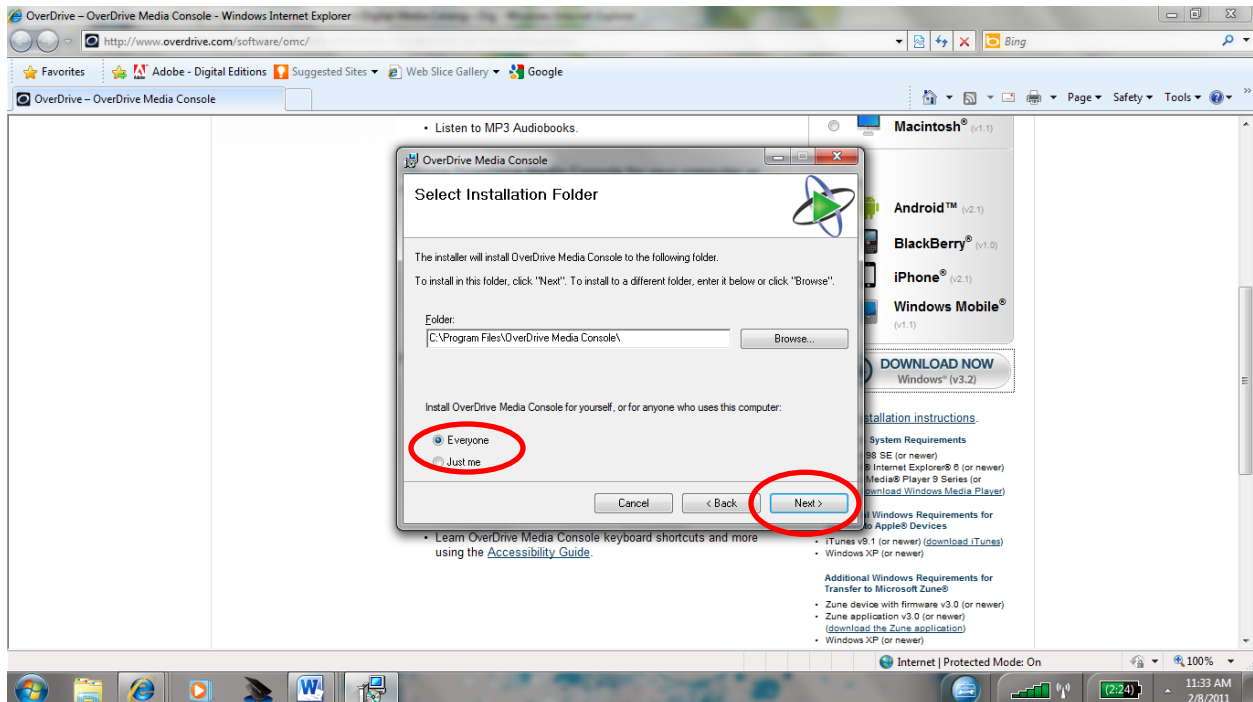 OverDrive – OverDrive Media Console - Windows Internet Explorer
http://www.overdrive.com/software/omc/
Bing
Favorites
Adobe - Digital Editions
Suggested Sites
Web Slice Gallery
Google
OverDrive – OverDrive Media Console
Page
Safety
Tools
• Listen to MP3 Audiobooks.
Macintosh® (v1.1)
OverDrive Media Console
Select Installation Folder
The installer will install OverDrive Media Console to the following folder.
To install in this folder, click "Next". To install to a different folder, enter it below or click "Browse".
Folder:
C:\Program Files\OverDrive Media Console\
Browse...
Install OverDrive Media Console for yourself, or for anyone who uses this computer:
Everyone
Just me
Cancel
< Back
Next >
Android™ (v2.1)
BlackBerry® (v1.0)
iPhone® (v2.1)
Windows Mobile®
(v1.1)
DOWNLOAD NOW
Windows® (v3.2)
stallation instructions.
System Requirements
98 SE (or newer)
® Internet Explorer® 6 (or newer)
Media® Player 9 Series (or
wnload Windows Media Player)
l Windows Requirements for
to Apple® Devices
• iTunes v9.1 (or newer) (download iTunes)
• Windows XP (or newer)
Additional Windows Requirements for
Transfer to Microsoft Zune®
• Zune device with firmware v3.0 (or newer)
• Zune application v3.0 (or newer)
(download the Zune application)
• Windows XP (or newer)
• Learn OverDrive Media Console keyboard shortcuts and more
using the Accessibility Guide.
Internet | Protected Mode: On
100%
(2:24)
11:33 AM
2/8/2011